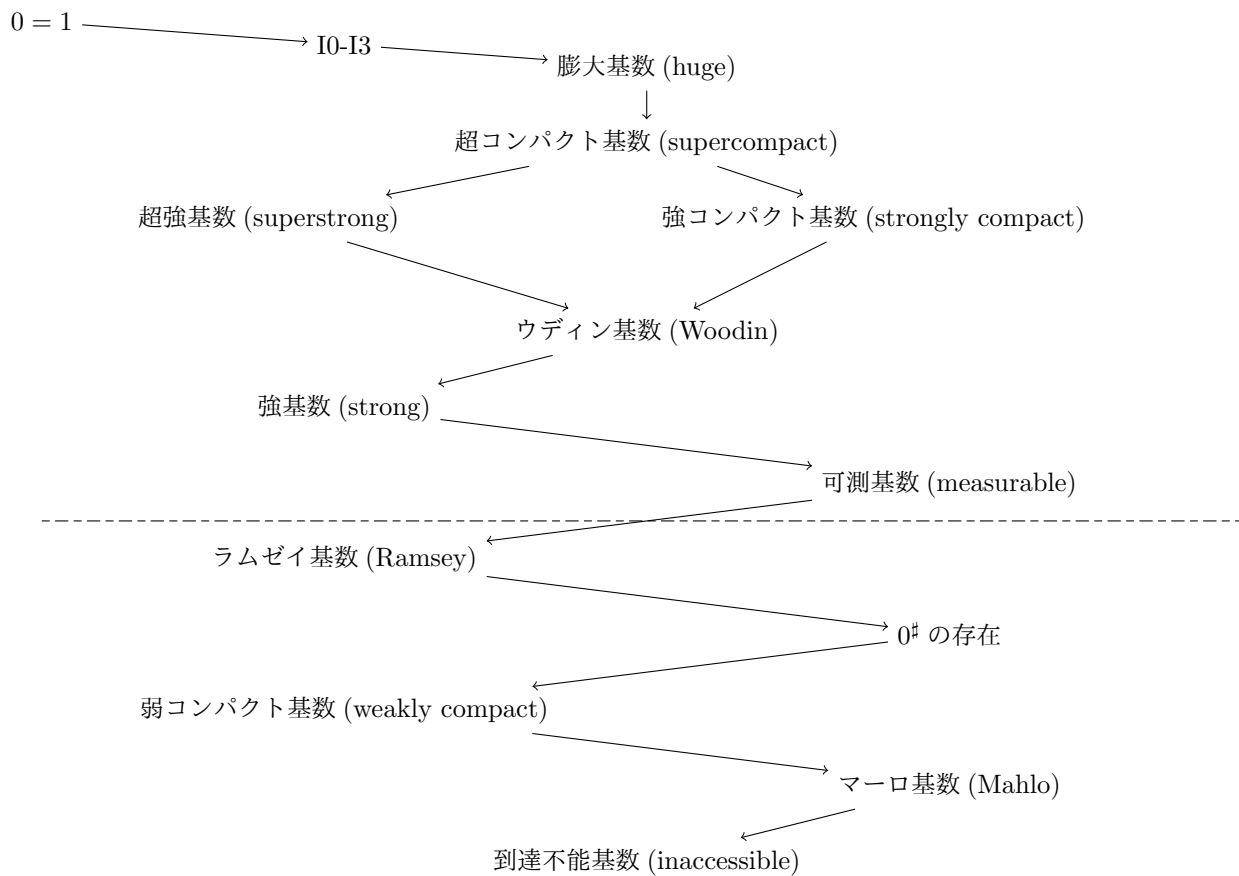 0 = 1
I0-I3
膨大基数 (huge)
超コンパクト基数 (supercompact)
超強基数 (superstrong)
強コンパクト基数 (strongly compact)
ウディン基数 (Woodin)
強基数 (strong)
可測基数 (measurable)
ラムゼイ基数 (Ramsey)
0♯ の存在
弱コンパクト基数 (weakly compact)
マーロ基数 (Mahlo)
到達不能基数 (inaccessible)